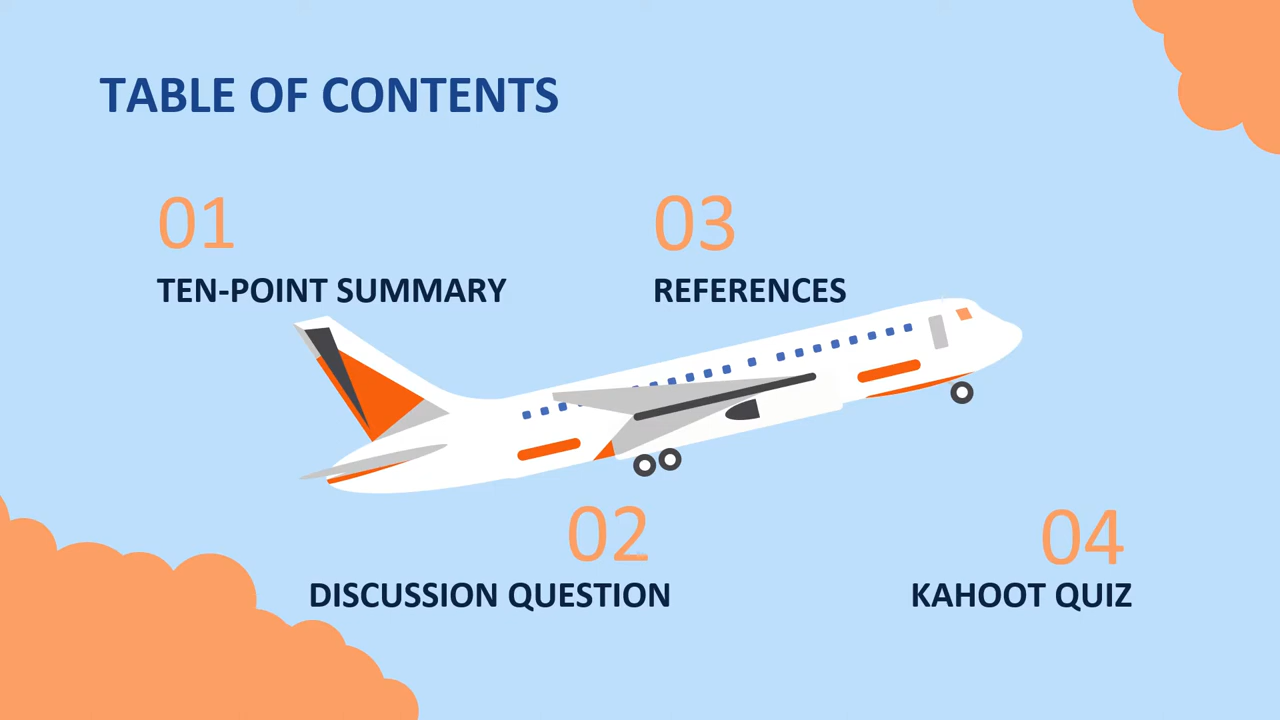 TABLE OF CONTENTS
01
TEN-POINT SUMMARY
02
DISCUSSION QUESTION
03
REFERENCES
04
KAHOOT QUIZ